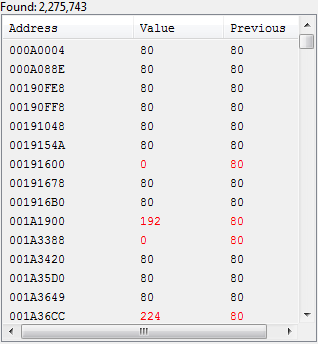 Found: 2,275,743
Address Value Previous
000A0004 80 80
000A088E 80 80
00190FE8 80 80
00190FF8 80 80
00191048 80 80
0019154A 80 80
00191600 0 80
00191678 80 80
001916B0 80 80
001A1900 192 80
001A3388 0 80
001A3420 80 80
001A35D0 80 80
001A3649 80 80
001A36CC 224 80